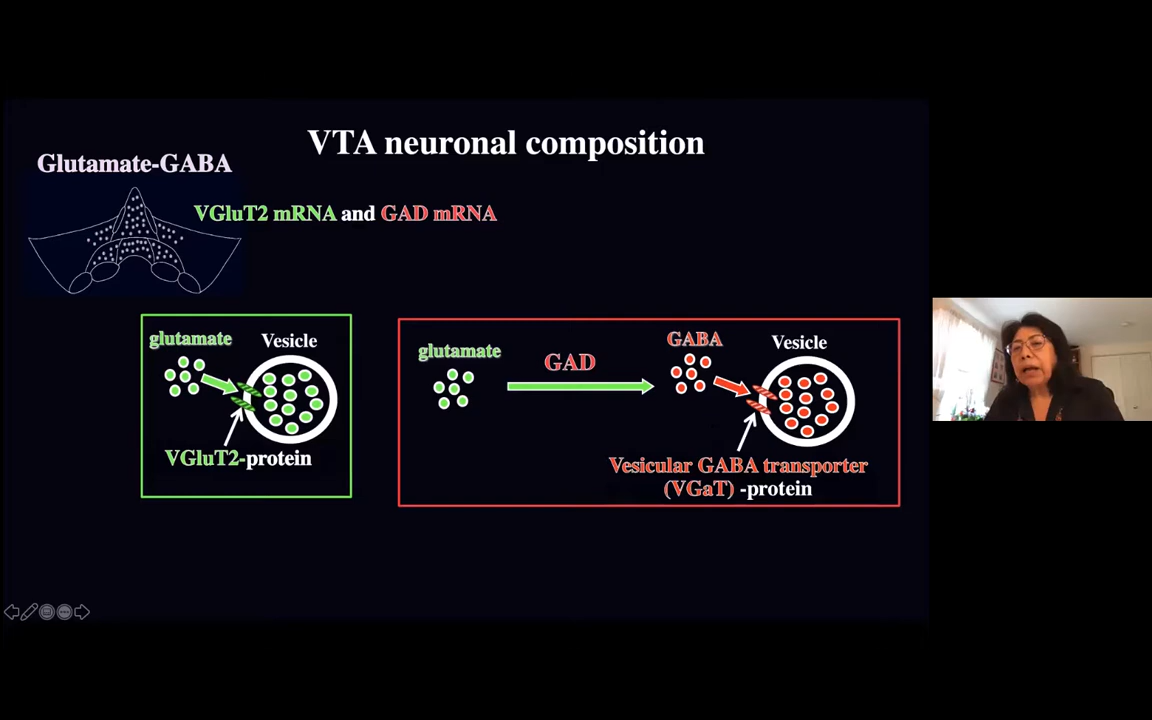 VTA neuronal composition
Glutamate-GABA
VGluT2 mRNA and GAD mRNA
glutamate
Vesicle
VGluT2-protein
glutamate
GAD
GABA
Vesicle
Vesicular GABA transporter
(VGaT) -protein